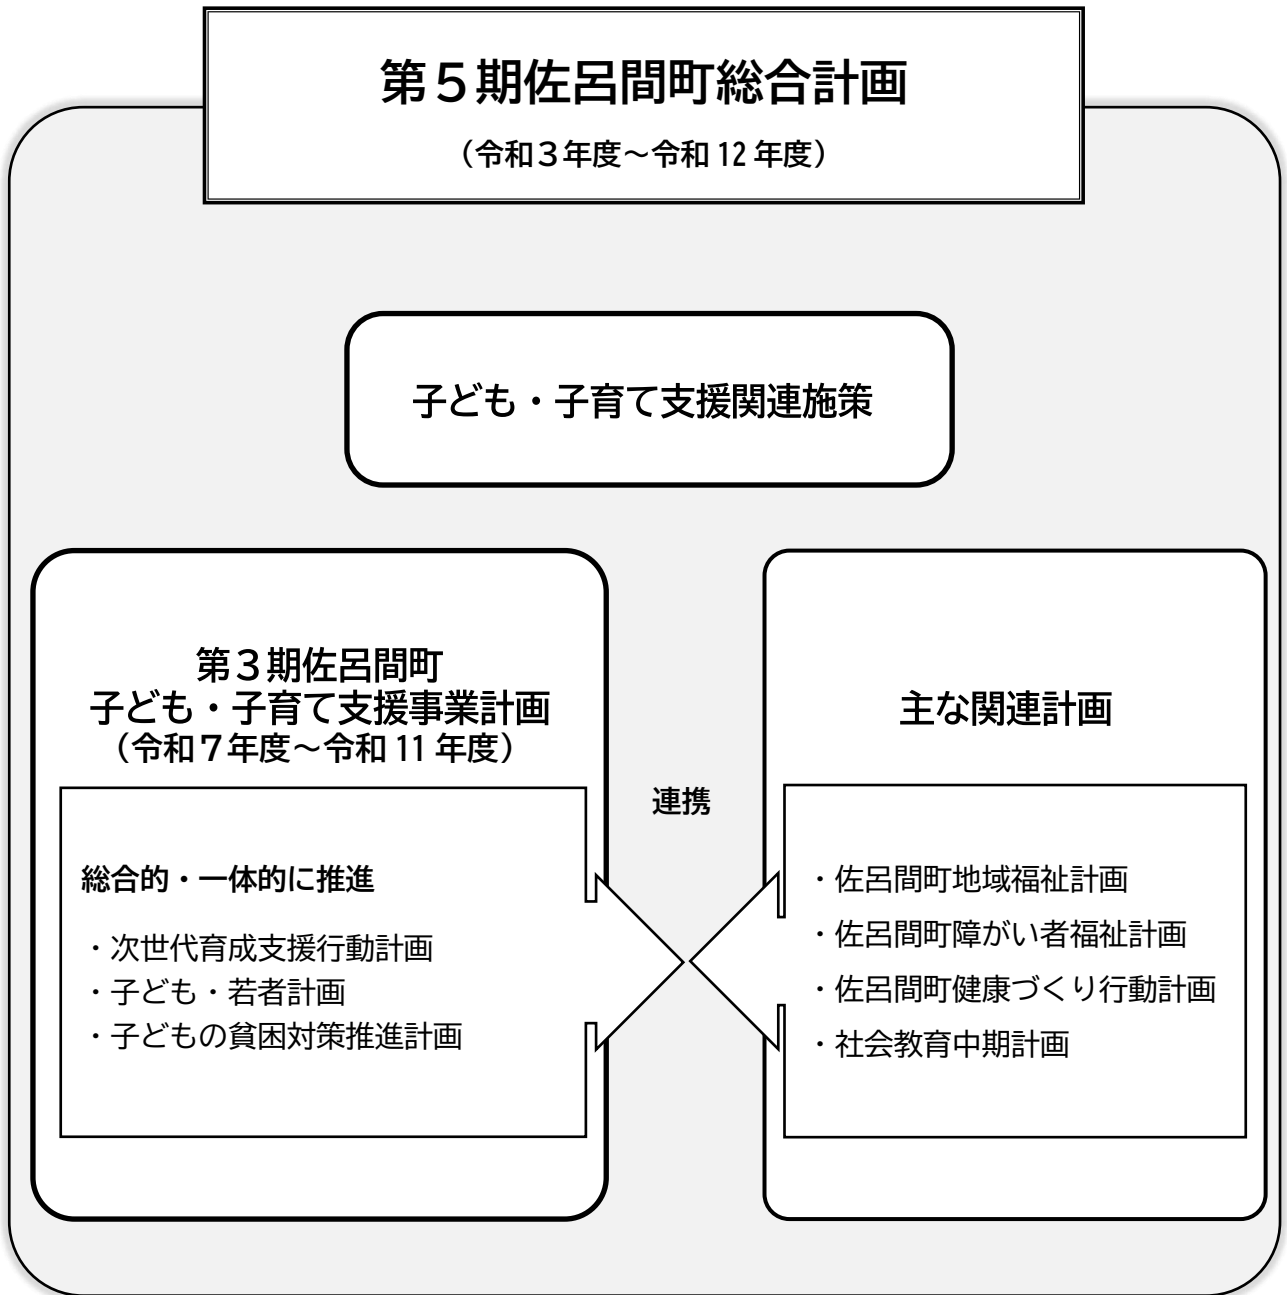 第５期佐呂間町総合計画
（令和３年度～令和 12 年度）
子ども・子育て支援関連施策
第３期佐呂間町
子ども・子育て支援事業計画
（令和７年度～令和 11 年度）
総合的・一体的に推進
・次世代育成支援行動計画
・子ども・若者計画
・子どもの貧困対策推進計画
連携
主な関連計画
・佐呂間町地域福祉計画
・佐呂間町障がい者福祉計画
・佐呂間町健康づくり行動計画
・社会教育中期計画